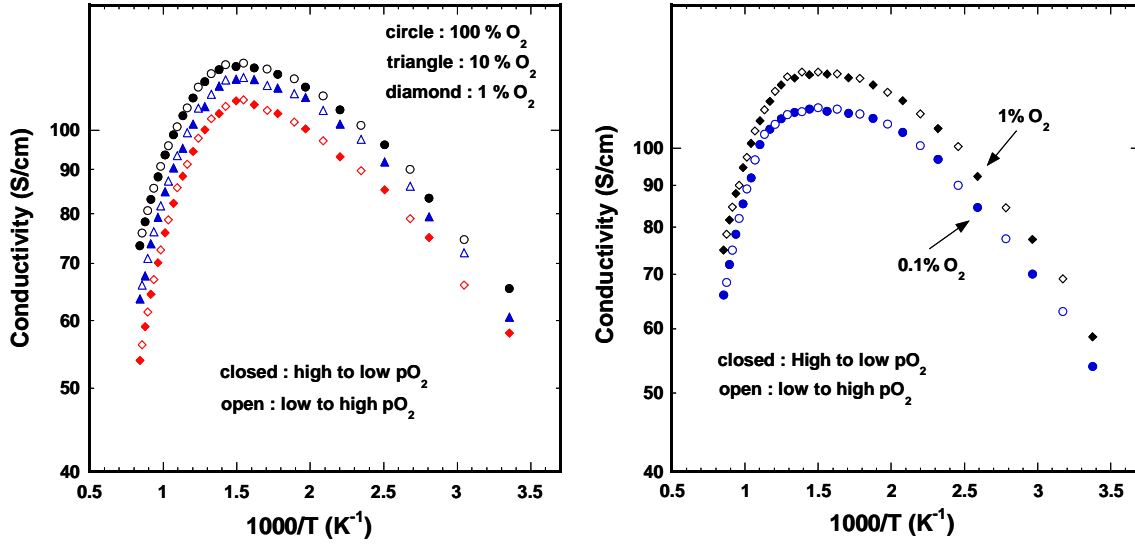 circle : 100 % O2
triangle : 10 % O2
diamond : 1 % O2
100
90
80
70
60
50
40
Conductivity (S/cm)
closed : high to low pO2
open : low to high pO2
0.5 1 1.5 2 2.5 3 3.5
1000/T (K-1)
100
90
80
70
60
50
40
Conductivity (S/cm)
1% O2
0.1% O2
closed : High to low pO2
open : low to high pO2
0.5 1 1.5 2 2.5 3 3.5
1000/T (K-1)